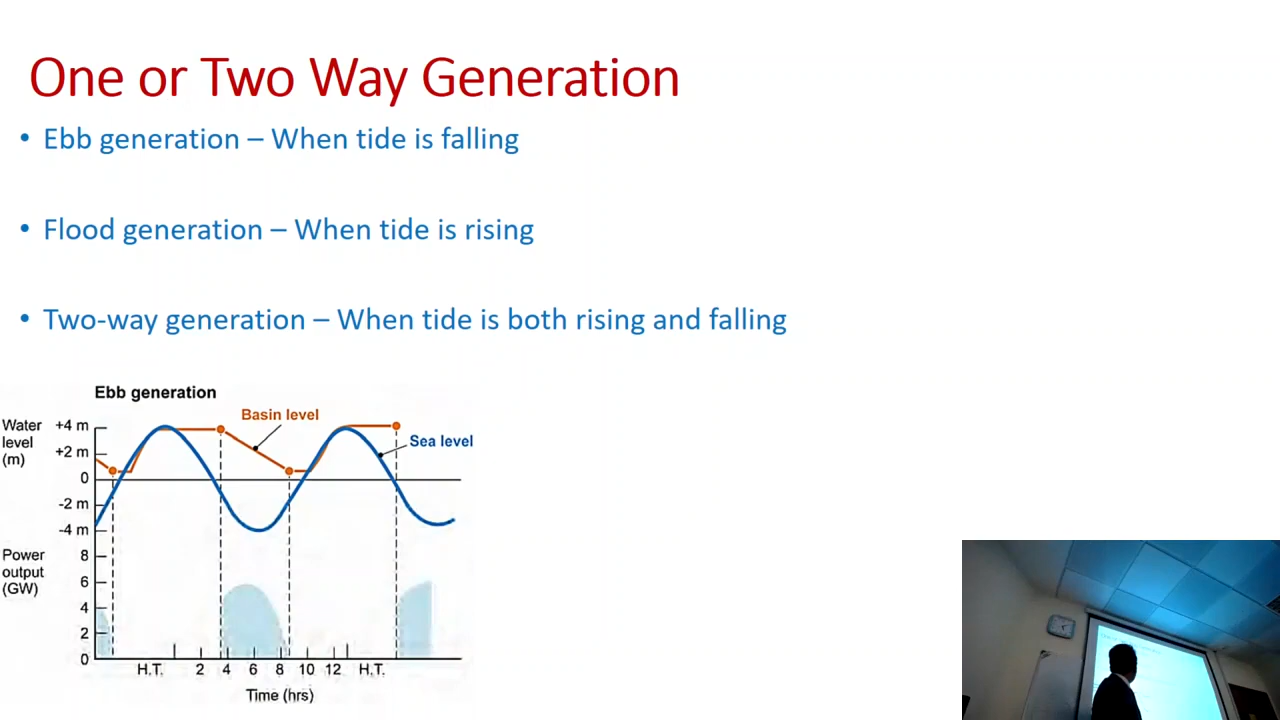 One or Two Way Generation
• Ebb generation – When tide is falling
• Flood generation – When tide is rising
• Two-way generation – When tide is both rising and falling
Ebb generation
Water level (m)
+4 m
+2 m
0
-2 m
-4 m
Basin level
Sea level
Power output (GW)
8
6
4
2
0
H.T. 2 4 6 8 10 12 H.T.
Time (hrs)